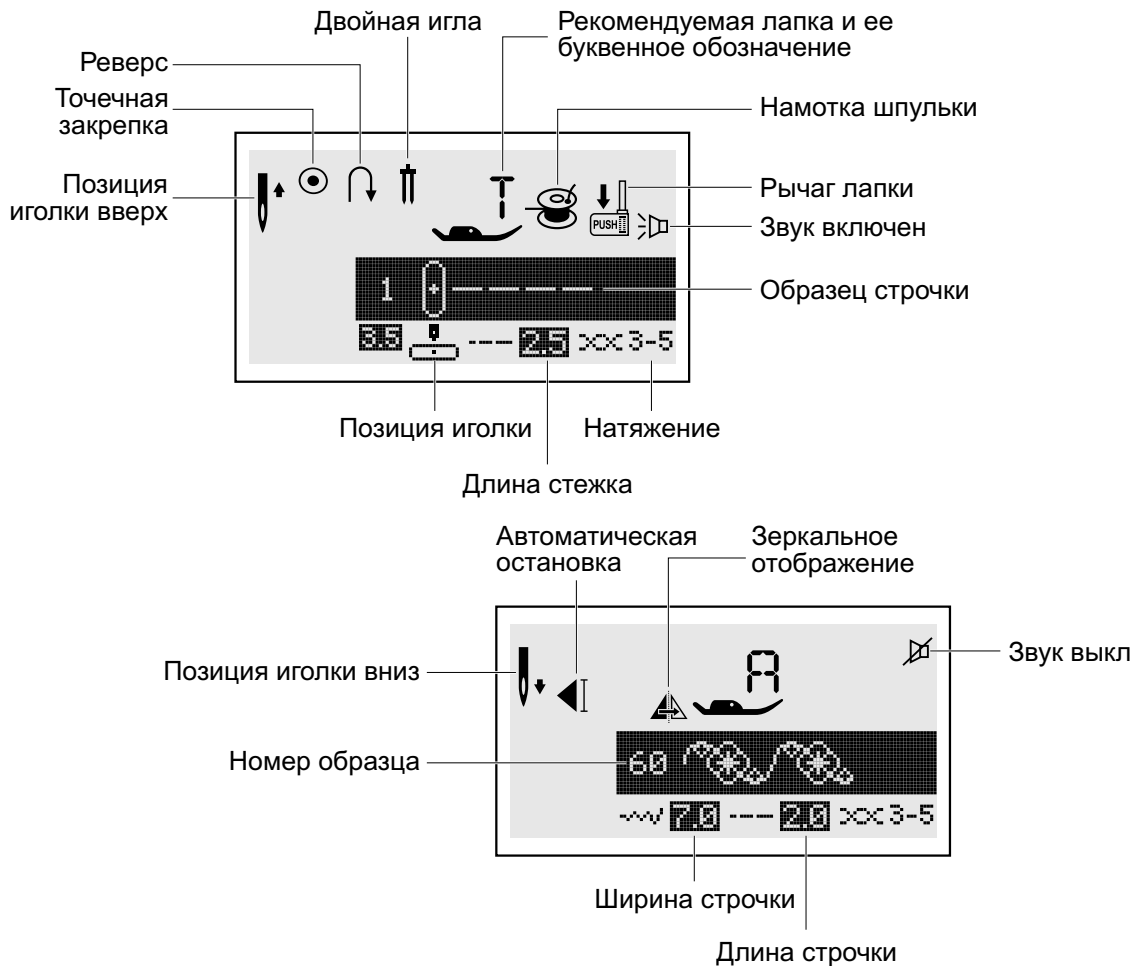 Двойная игла
Рекомендуемая лапка и ее
буквенное обозначение
Реверс
Точечная
закрепка
Намотка шпульки
Позиция
иголки вверх
Рычаг лапки
T
PUSH
Звук включен
1
Образец строчки
3.5 2.5 3-5
Позиция иголки
Натяжение
Длина стежка
Автоматическая
остановка
Зеркальное
отображение
Звук выкл
Позиция иголки вниз
A
Номер образца
60
7.0 2.0 3-5
Ширина строчки
Длина строчки